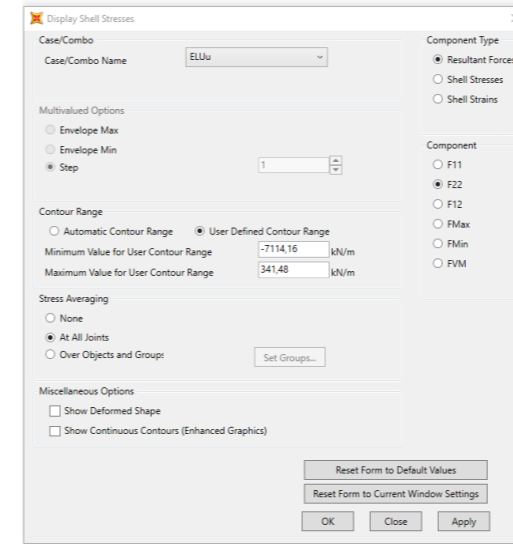 Display Shell Stresses
Case/Combo
Case/Combo Name ELUu
Multivalued Options
Envelope Max
Envelope Min
Step 1
Contour Range
Automatic Contour Range User Defined Contour Range
Minimum Value for User Contour Range -7114,16 kN/m
Maximum Value for User Contour Range 341,48 kN/m
Stress Averaging
None
At All Joints
Over Objects and Groups Set Groups...
Miscellaneous Options
Show Deformed Shape
Show Continuous Contours (Enhanced Graphics)
Component Type
Resultant Forces
Shell Stresses
Shell Strains
Component
F11
F22
F12
FMax
FMin
FVM
Reset Form to Default Values
Reset Form to Current Window Settings
OK Close Apply